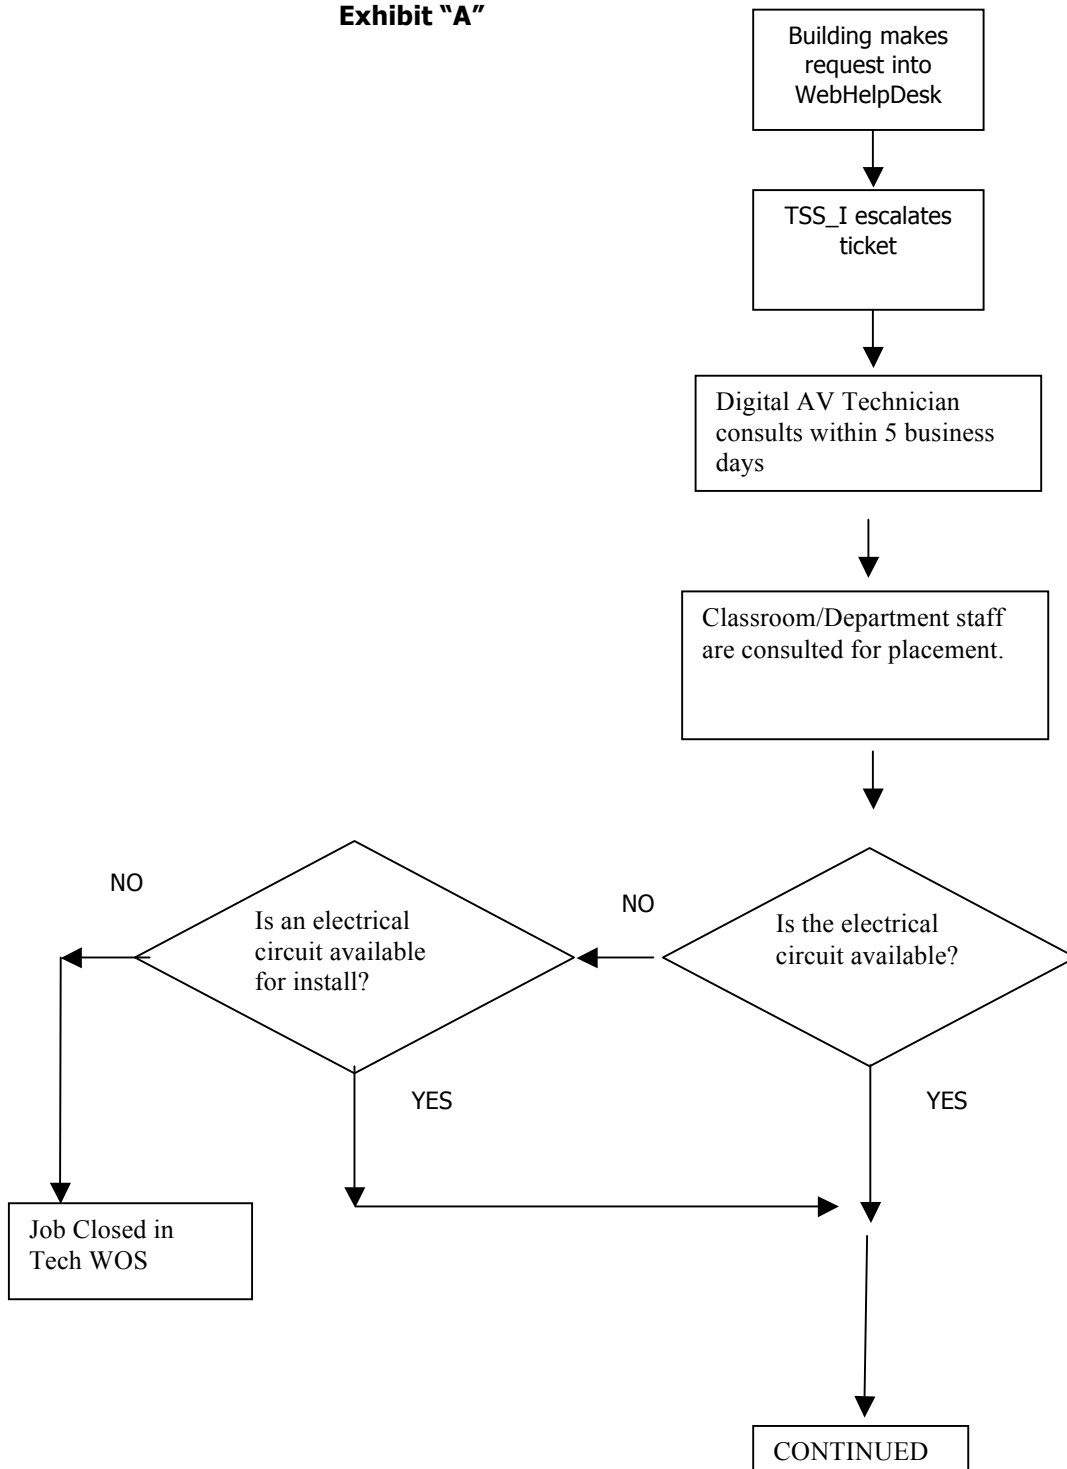 Exhibit “A”
Building makes
request into
WebHelpDesk
TSS_I escalates
ticket
Digital AV Technician
consults within 5 business
days
Classroom/Department staff
are consulted for placement.
NO
Is an electrical
circuit available
for install?
NO
Is the electrical
circuit available?
YES
YES
Job Closed in
Tech WOS
CONTINUED